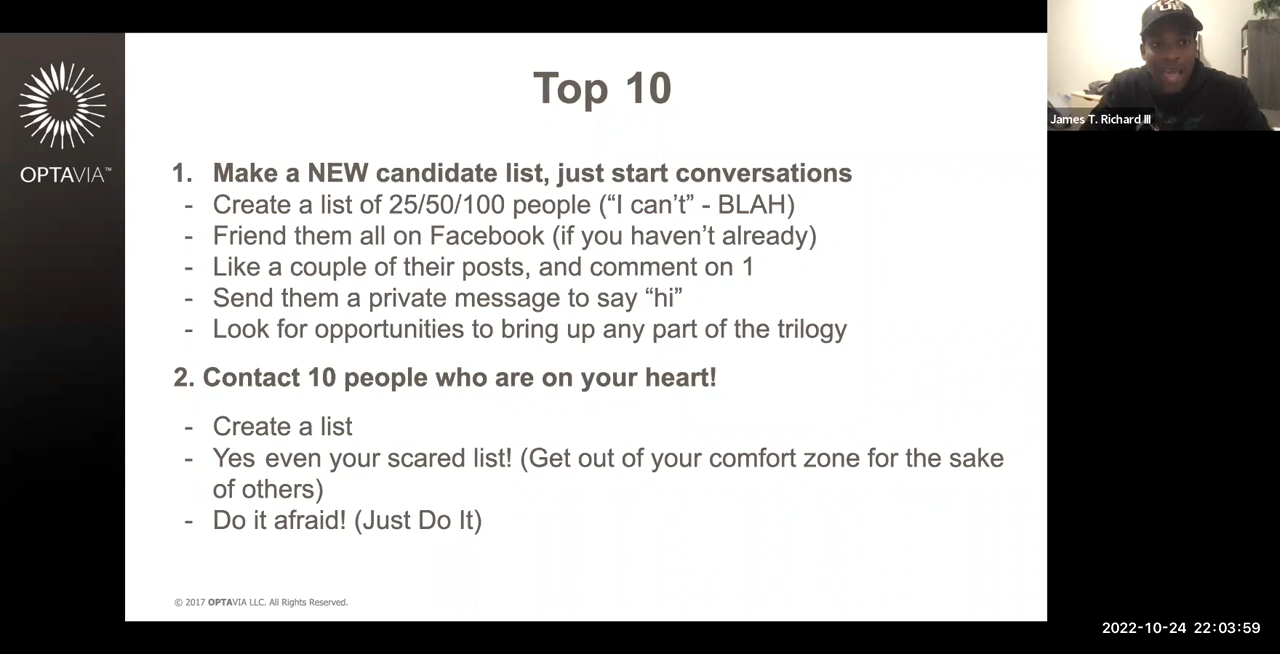 Top 10
OPTAVIA™
James T. Richard III
1. Make a NEW candidate list, just start conversations
- Create a list of 25/50/100 people (“I can’t” - BLAH)
- Friend them all on Facebook (if you haven’t already)
- Like a couple of their posts, and comment on 1
- Send them a private message to say “hi”
- Look for opportunities to bring up any part of the trilogy
2. Contact 10 people who are on your heart!
- Create a list
- Yes even your scared list! (Get out of your comfort zone for the sake
of others)
- Do it afraid! (Just Do It)
© 2017 OPTAVIA LLC. All Rights Reserved.
2022-10-24 22:03:59